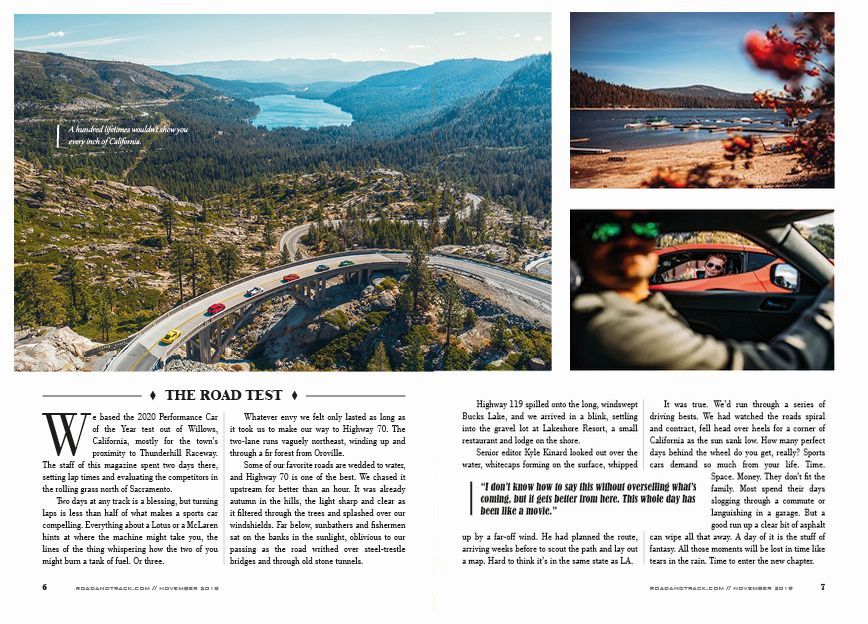 A hundred lifetimes wouldn't show you
every inch of California.
THE ROAD TEST
We based the 2020 Performance Car
of the Year test out of Willows,
California, mostly for the town's
proximity to Thunderhill Raceway.
The staff of this magazine spent two days there,
setting lap times and evaluating the competitors in
the rolling grass north of Sacramento.
Two days at any track is a blessing, but turning
laps is less than half of what makes a sports car
compelling. Everything about a Lotus or a McLaren
hints at where the machine might take you, the
lines of the thing whispering how the two of you
might burn a tank of fuel. Or three.
Whatever envy we felt only lasted as long as
it took us to make our way to Highway 70. The
two-lane runs vaguely northeast, winding up and
through a fir forest from Oroville.
Some of our favorite roads are wedded to water,
and Highway 70 is one of the best. We chased it
upstream for better than an hour. It was already
autumn in the hills, the light sharp and clear as
it filtered through the trees and splashed over our
windshields. Far below, sunbathers and fishermen
sat on the banks in the sunlight, oblivious to our
passing as the road writhed over steel-trestle
bridges and through old stone tunnels.
6
ROADANDTRACK.COM // NOVEMBER 2019
Highway 119 spilled onto the long, windswept
Bucks Lake, and we arrived in a blink, settling
into the gravel lot at Lakeshore Resort, a small
restaurant and lodge on the shore.
Senior editor Kyle Kinard looked out over the
water, whitecaps forming on the surface, whipped
"I don't know how to say this without overselling what's
coming, but it gets better from here. This whole day has
been like a movie."
up by a far-off wind. He had planned the route,
arriving weeks before to scout the path and lay out
a map. Hard to think it's in the same state as LA.
It was true. We'd run through a series of
driving bests. We had watched the roads spiral
and contract, fell head over heels for a corner of
California as the sun sank low. How many perfect
days behind the wheel do you get, really? Sports
cars demand so much from your life. Time.
Space. Money. They don't fit the
family. Most spend their days
slogging through a commute or
languishing in a garage. But a
good run up a clear bit of asphalt
can wipe all that away. A day of it is the stuff of
fantasy. All those moments will be lost in time like
tears in the rain. Time to enter the new chapter.
ROADANDTRACK.COM // NOVEMBER 2019
7